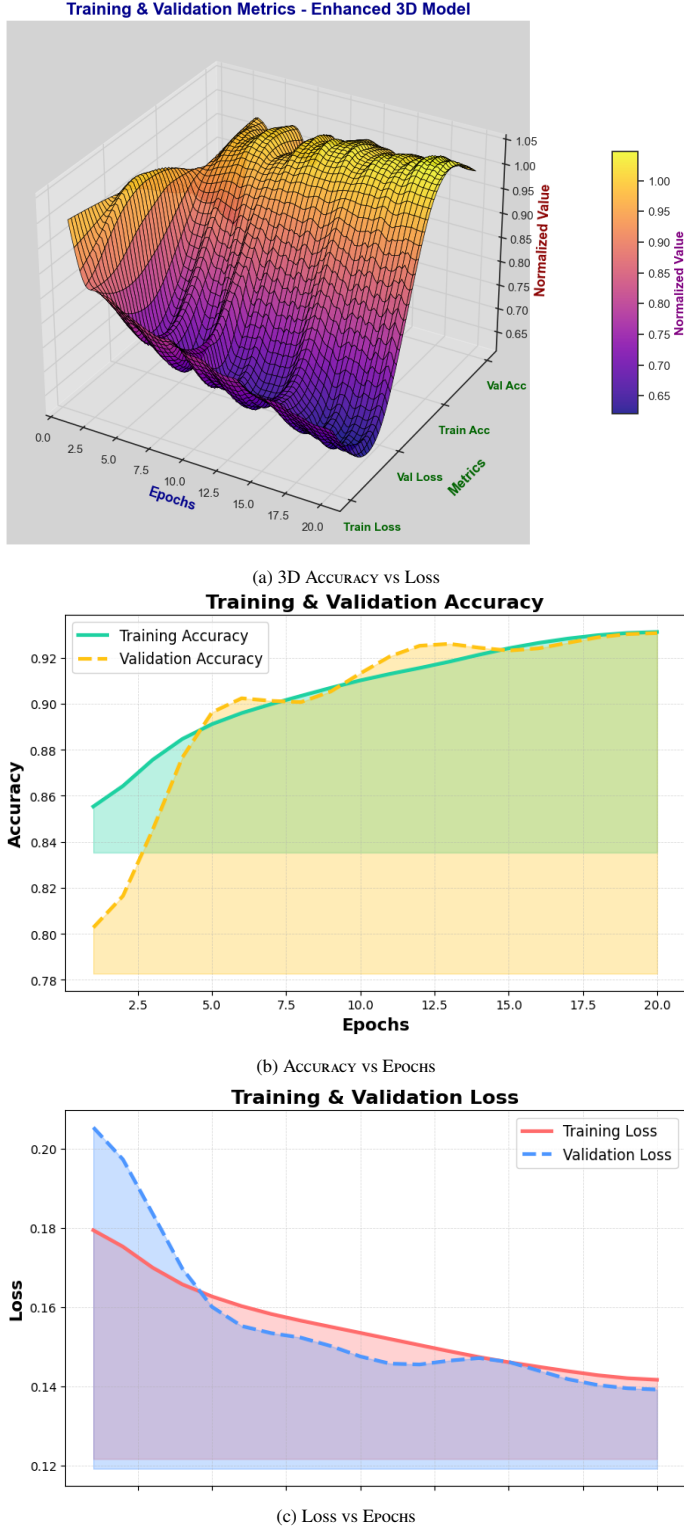 Training & Validation Metrics - Enhanced 3D Model
1.05
1.00
0.95
0.90
0.85
0.80
0.75
0.70
0.65
Normalized Value
1.00
0.95
0.90
0.85
0.80
0.75
0.70
0.65
Normalized Value
0.0
2.5
5.0
7.5
10.0
12.5
15.0
17.5
20.0
Epochs
Train Loss
Val Loss
Train Acc
Val Acc
Metrics
(a) 3D Accuracy vs Loss
Training & Validation Accuracy
Training Accuracy
Validation Accuracy
0.92
0.90
0.88
0.86
0.84
0.82
0.80
0.78
Accuracy
2.5 5.0 7.5 10.0 12.5 15.0 17.5 20.0
Epochs
(b) Accuracy vs Epochs
Training & Validation Loss
Training Loss
Validation Loss
0.20
0.18
0.16
0.14
0.12
Loss
(c) Loss vs Epochs